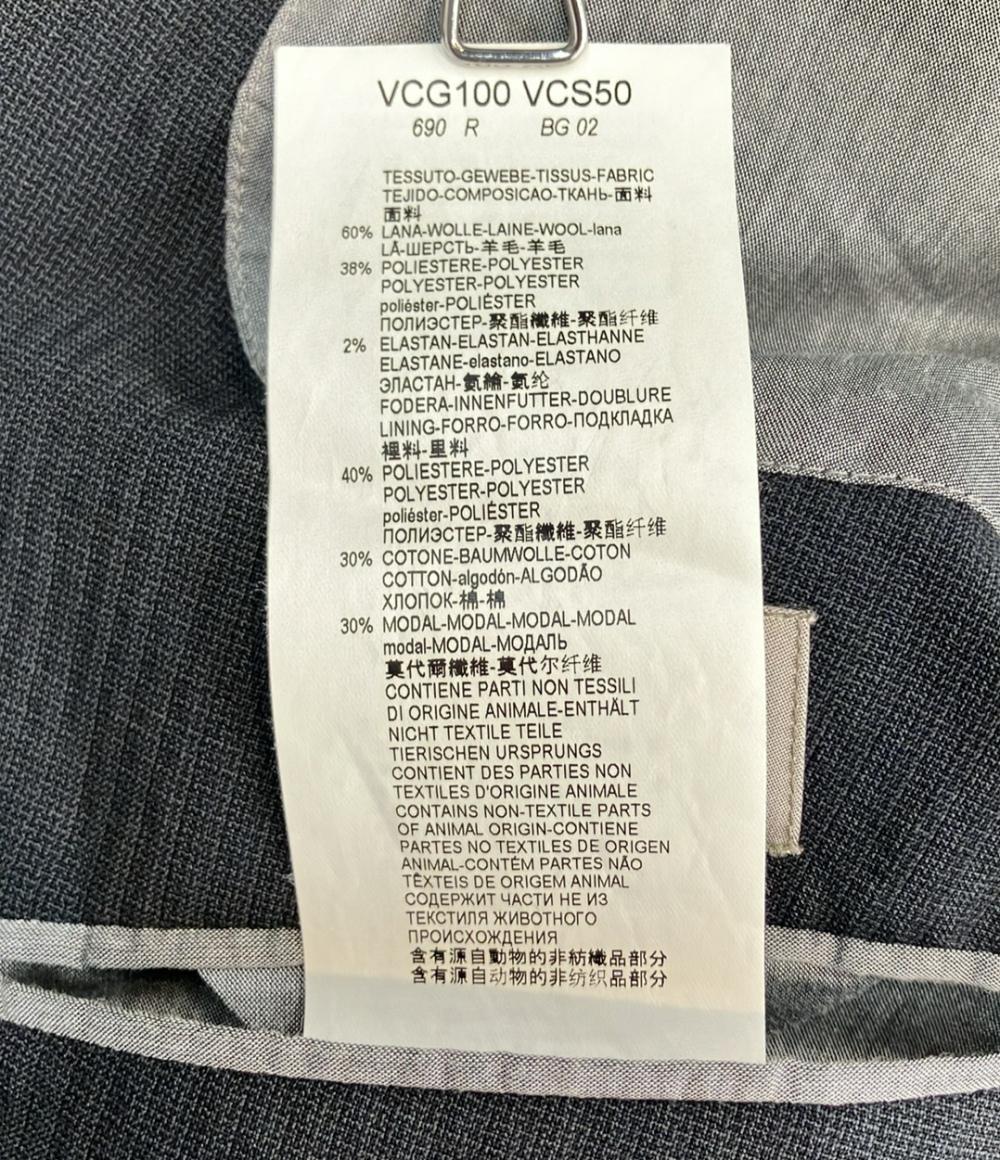 VCG100 VCS50
690 R BG 02
TESSUTO-GEWEBE-TISSUS-FABRIC
TEJIDO-COMPOSICAO-ТКАНЬ-面料
面料
60% LANA-WOLLE-LAINE-WOOL-lana
LÃ-ШЕРСТЬ-羊毛-羊毛
38% POLIESTERE-POLYESTER
POLYESTER-POLYESTER
poliéster-POLIÉSTER
ПОЛИЭСТЕР-聚酯纖維-聚酯纤维
2% ELASTAN-ELASTAN-ELASTHANNE
ELASTANE-elastano-ELASTANO
ЭЛАСТАН-氨綸-氨纶
FODERA-INNENFUTTER-DOUBLURE
LINING-FORRO-FORRO-ПОДКЛАДКА
裡料-里料
40% POLIESTERE-POLYESTER
POLYESTER-POLYESTER
poliéster-POLIÉSTER
ПОЛИЭСТЕР-聚酯纖維-聚酯纤维
30% COTONE-BAUMWOLLE-COTON
COTTON-algodón-ALGODÃO
ХЛОПОК-棉-棉
30% MODAL-MODAL-MODAL-MODAL
modal-MODAL-МОДАЛЬ
莫代爾纖維-莫代尔纤维
CONTIENE PARTI NON TESSILI
DI ORIGINE ANIMALE-ENTHÄLT
NICHT TEXTILE TEILE
TIERISCHEN URSPRUNGS
CONTIENT DES PARTIES NON
TEXTILES D'ORIGINE ANIMALE
CONTAINS NON-TEXTILE PARTS
OF ANIMAL ORIGIN-CONTIENE
PARTES NO TEXTILES DE ORIGEN
ANIMAL-CONTÉM PARTES NÃO
TÊXTEIS DE ORIGEM ANIMAL
СОДЕРЖИТ ЧАСТИ НЕ ИЗ
ТЕКСТИЛЯ ЖИВОТНОГО
ПРОИСХОЖДЕНИЯ
含有源自動物的非紡織品部分
含有源自动物的非纺织品部分